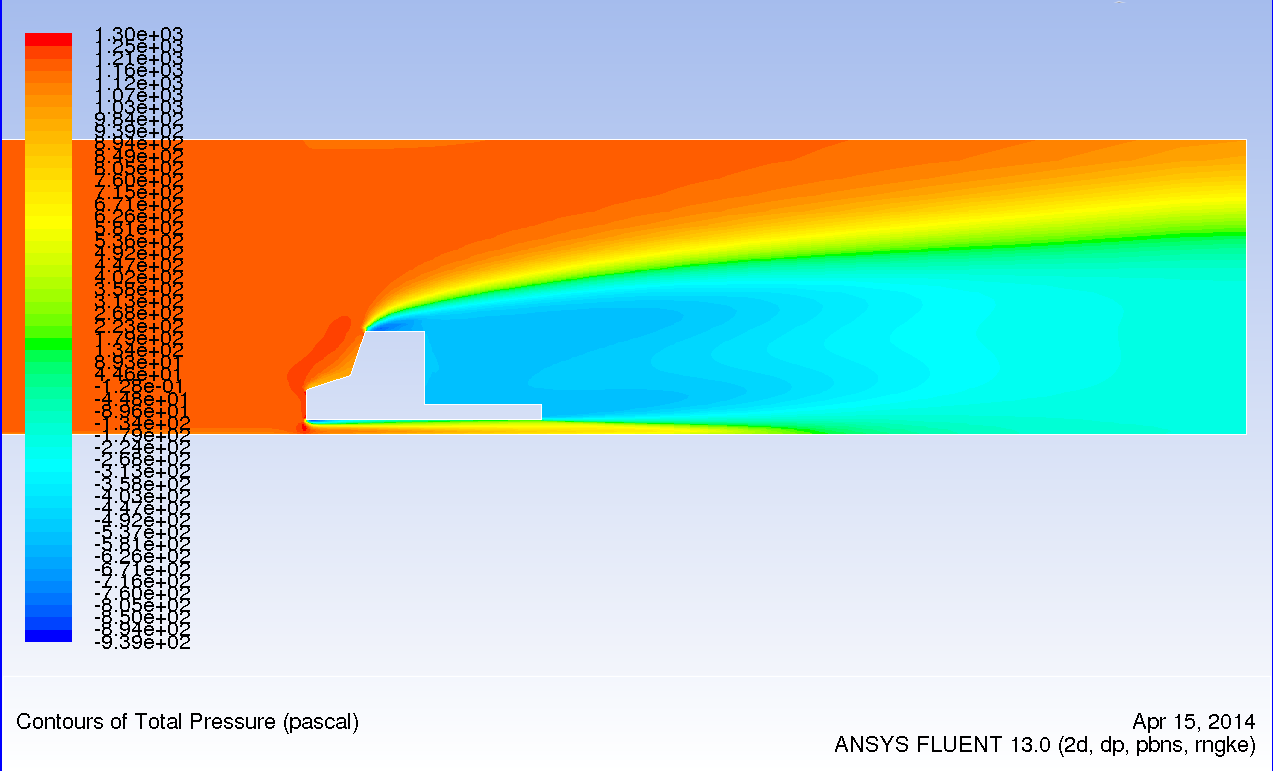 1.30e+03
1.25e+03
1.21e+03
1.16e+03
1.12e+03
1.07e+03
1.03e+03
9.84e+02
9.39e+02
8.94e+02
8.49e+02
8.05e+02
7.60e+02
7.15e+02
6.71e+02
6.26e+02
5.81e+02
5.36e+02
4.92e+02
4.47e+02
4.02e+02
3.58e+02
3.13e+02
2.68e+02
2.23e+02
1.79e+02
1.34e+02
8.93e+01
4.46e+01
-1.28e-01
-4.48e+01
-8.96e+01
-1.34e+02
-1.79e+02
-2.24e+02
-2.68e+02
-3.13e+02
-3.58e+02
-4.03e+02
-4.47e+02
-4.92e+02
-5.37e+02
-5.81e+02
-6.26e+02
-6.71e+02
-7.16e+02
-7.60e+02
-8.05e+02
-8.50e+02
-8.94e+02
-9.39e+02
Contours of Total Pressure (pascal)
Apr 15, 2014
ANSYS FLUENT 13.0 (2d, dp, pbns, rngke)